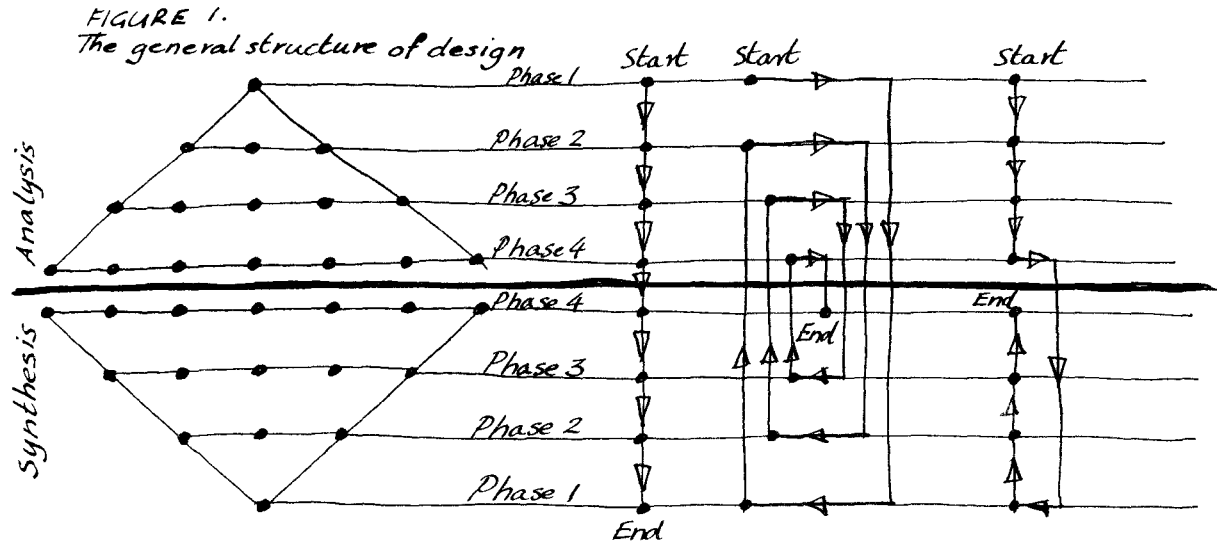 FIGURE 1.
The general structure of design
Start Start Start
Phase 1
Phase 2
Phase 3
Phase 4
Analysis
Phase 4
End
End
Phase 3
Phase 2
Phase 1
Synthesis
End